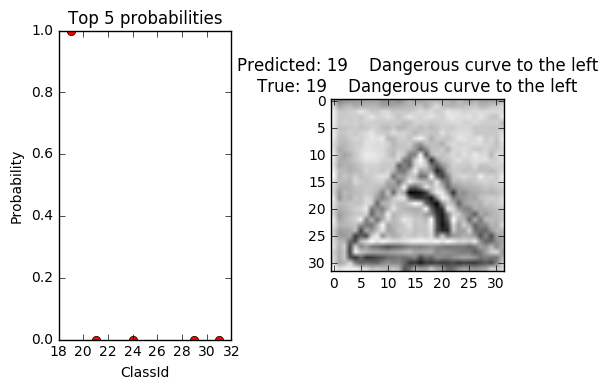 Top 5 probabilities
1.0
0.8
0.6
0.4
0.2
0.0
Probability
18 20 22 24 26 28 30 32
ClassId
Predicted: 19    Dangerous curve to the left
True: 19    Dangerous curve to the left
0
5
10
15
20
25
30
0 5 10 15 20 25 30